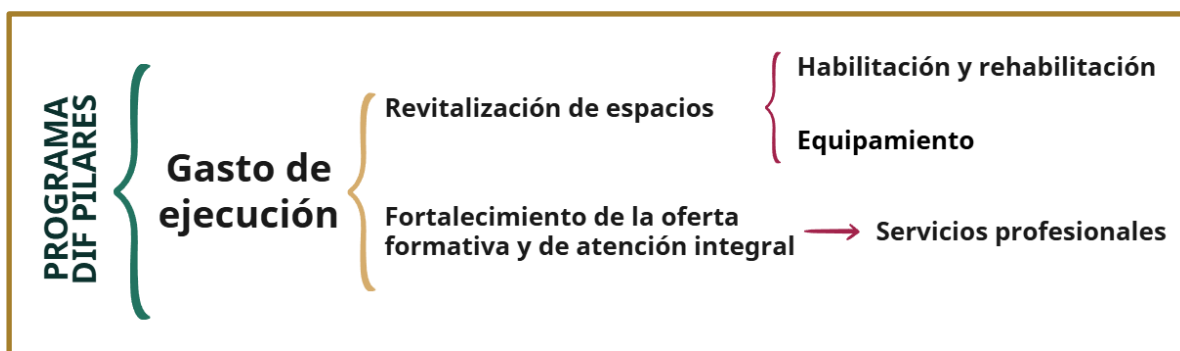 PROGRAMA
DIF PILARES
Gasto de
ejecución
Revitalización de espacios
Habilitación y rehabilitación
Equipamiento
Fortalecimiento de la oferta
formativa y de atención integral
Servicios profesionales